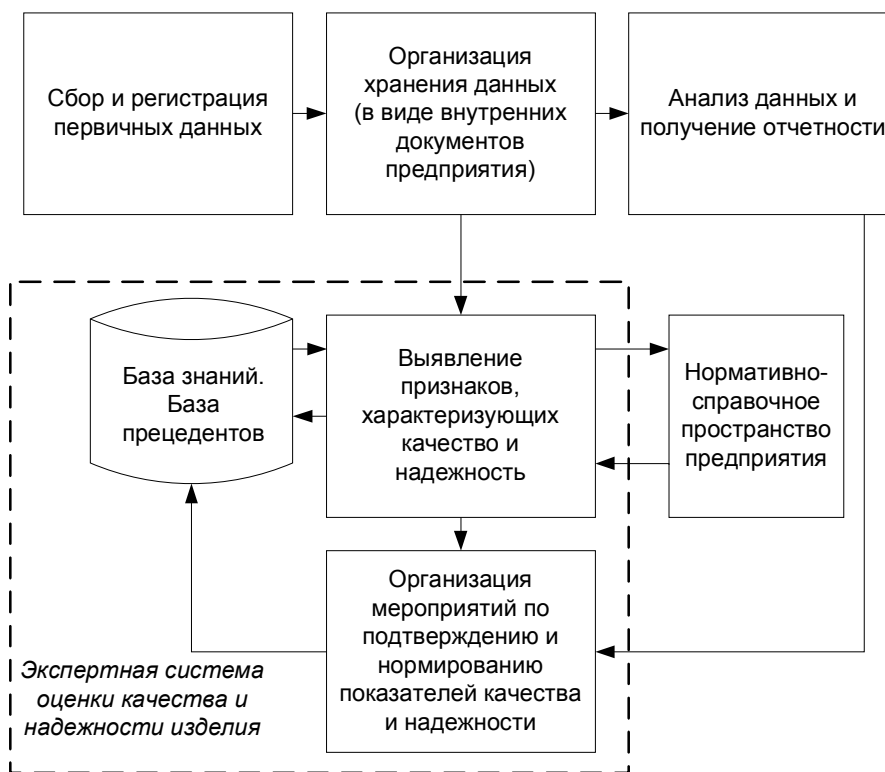 Сбор и регистрация
первичных данных
Организация
хранения данных
(в виде внутренних
документов
предприятия)
Анализ данных и
получение отчетности
База знаний.
База
прецедентов
Выявление
признаков,
характеризующих
качество и
надежность
Нормативно-
справочное
пространство
предприятия
Организация
мероприятий по
подтверждению и
нормированию
показателей качества
и надежности
Экспертная система
оценки качества и
надежности изделия